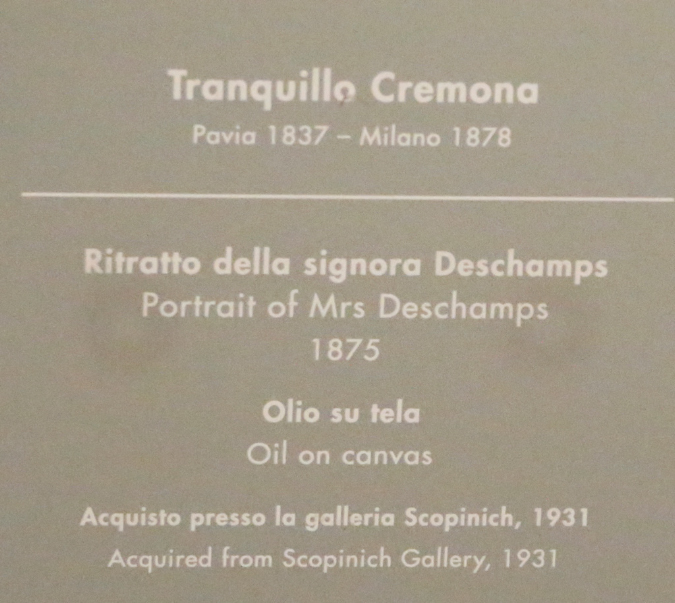 Tranquillo Cremona
Pavia 1837 – Milano 1878
Ritratto della signora Deschamps
Portrait of Mrs Deschamps
1875
Olio su tela
Oil on canvas
Acquisto presso la galleria Scopinich, 1931
Acquired from Scopinich Gallery, 1931